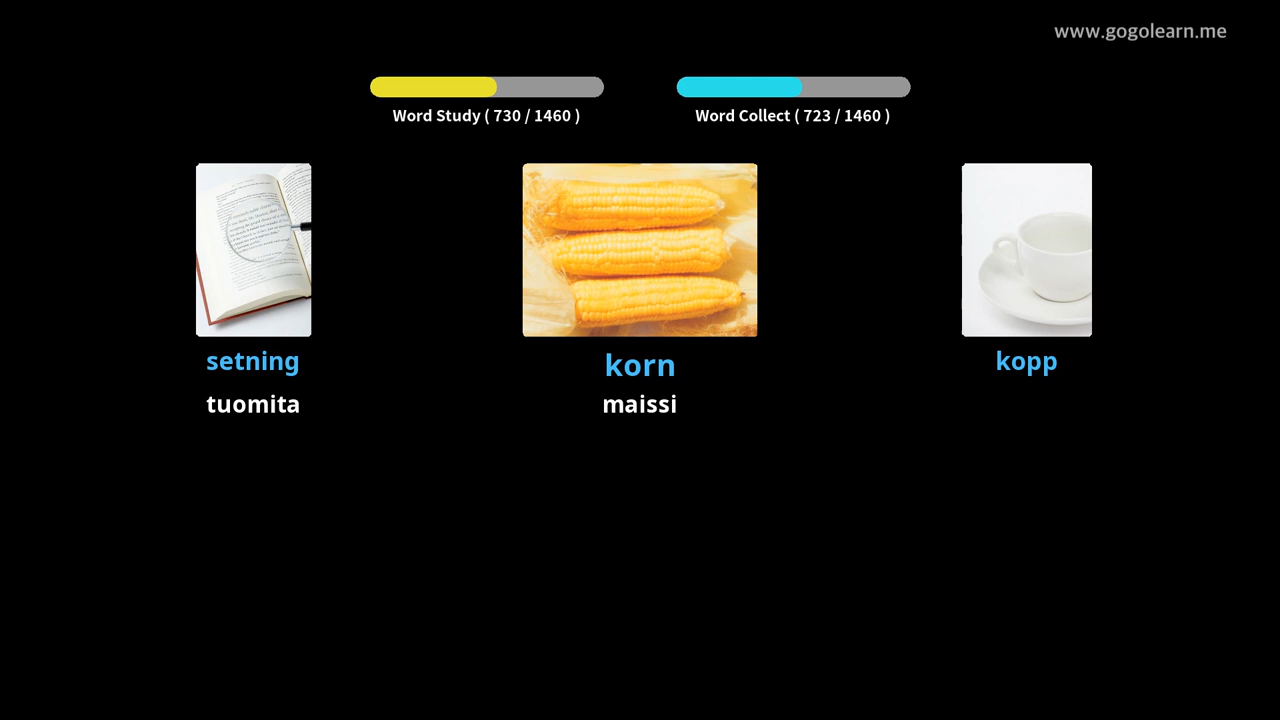 www.gogolearn.me
Word Study ( 730 / 1460 )
Word Collect ( 723 / 1460 )
setning
korn
kopp
tuomita
maissi